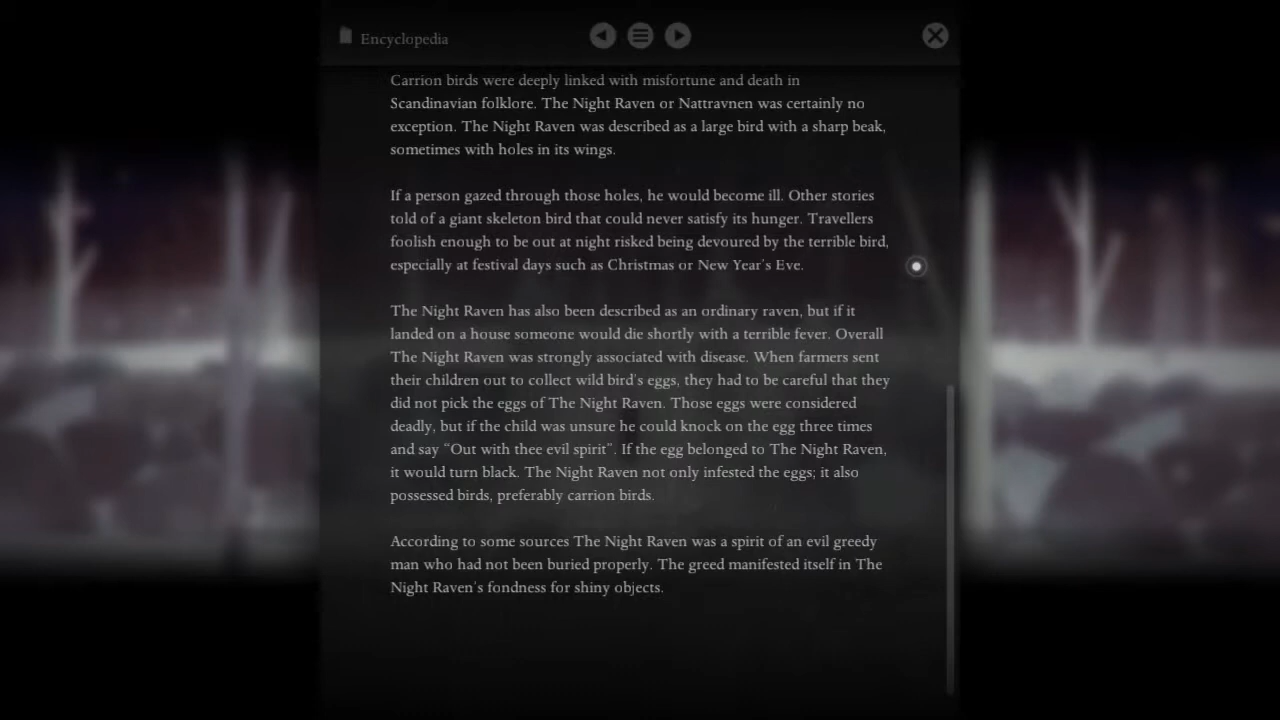 Encyclopedia
Carrion birds were deeply linked with misfortune and death in
Scandinavian folklore. The Night Raven or Nattravnen was certainly no
exception. The Night Raven was described as a large bird with a sharp beak,
sometimes with holes in its wings.
If a person gazed through those holes, he would become ill. Other stories
told of a giant skeleton bird that could never satisfy its hunger. Travellers
foolish enough to be out at night risked being devoured by the terrible bird,
especially at festival days such as Christmas or New Year's Eve.
The Night Raven has also been described as an ordinary raven, but if it
landed on a house someone would die shortly with a terrible fever. Overall
The Night Raven was strongly associated with disease. When farmers sent
their children out to collect wild bird's eggs, they had to be careful that they
did not pick the eggs of The Night Raven. Those eggs were considered
deadly, but if the child was unsure he could knock on the egg three times
and say “Out with thee evil spirit”. If the egg belonged to The Night Raven,
it would turn black. The Night Raven not only infested the eggs; it also
possessed birds, preferably carrion birds.
According to some sources The Night Raven was a spirit of an evil greedy
man who had not been buried properly. The greed manifested itself in The
Night Raven's fondness for shiny objects.